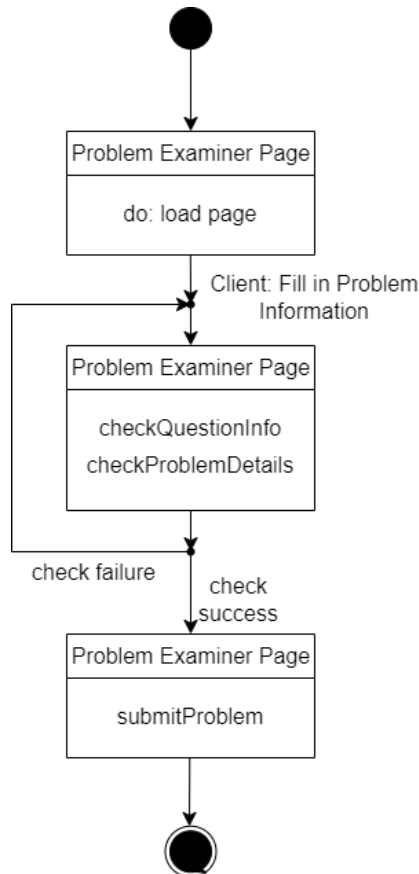 Problem Examiner Page
do: load page
Client: Fill in Problem
Information
Problem Examiner Page
checkQuestionInfo
checkProblemDetails
check failure
check
success
Problem Examiner Page
submitProblem